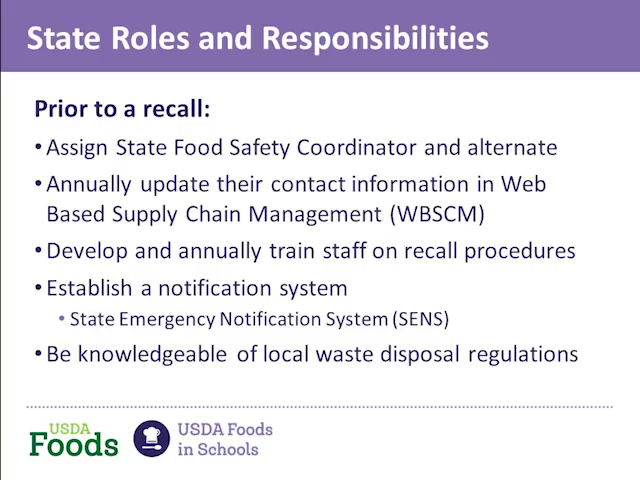 State Roles and Responsibilities
Prior to a recall:
• Assign State Food Safety Coordinator and alternate
• Annually update their contact information in Web
Based Supply Chain Management (WBSCM)
• Develop and annually train staff on recall procedures
• Establish a notification system
• State Emergency Notification System (SENS)
• Be knowledgeable of local waste disposal regulations
USDA
Foods
USDA Foods
in Schools